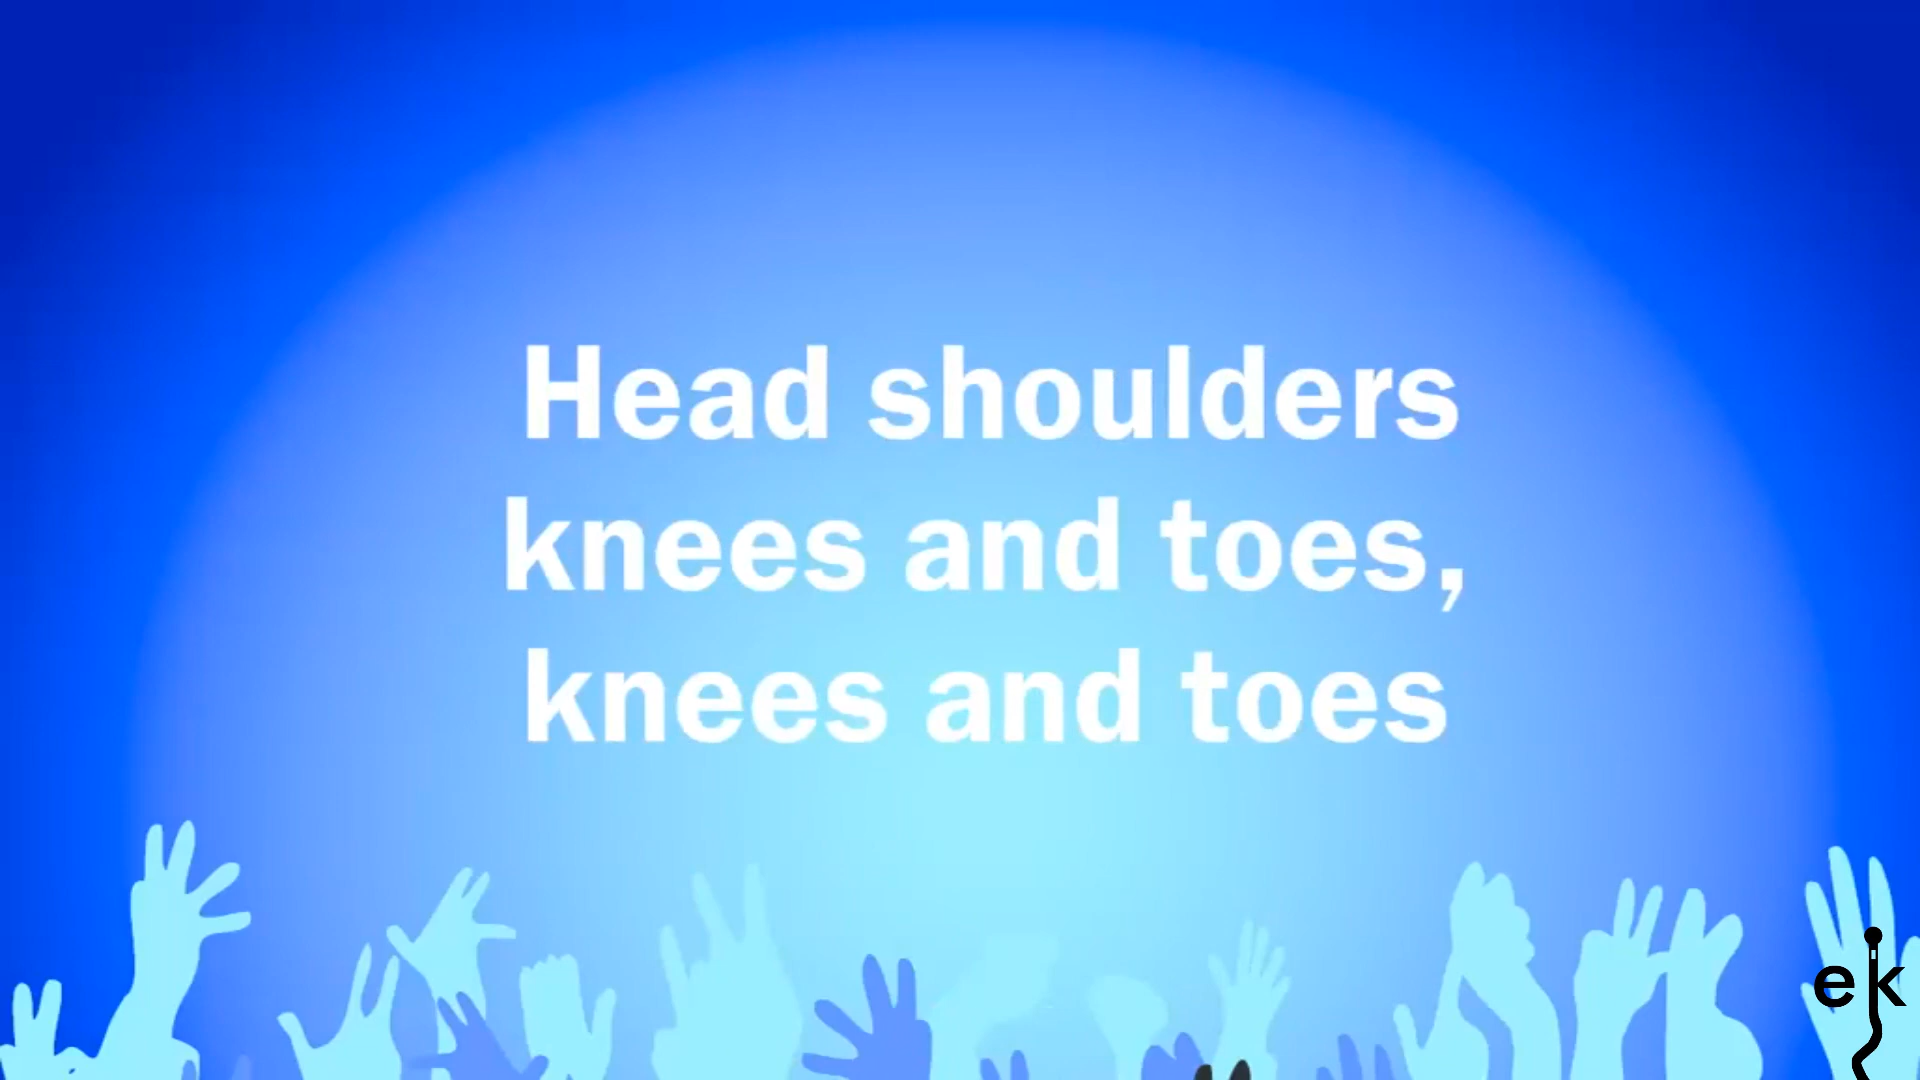 Head shoulders
knees and toes,
knees and toes
ek